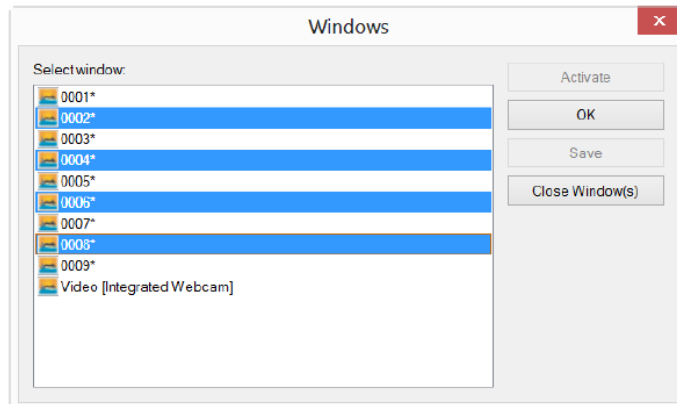 Windows
x
Select window:
Activate
0001*
0002*
OK
0003*
0004*
Save
0005*
0006*
Close Window(s)
0007*
0008*
0009*
Video [Integrated Webcam]